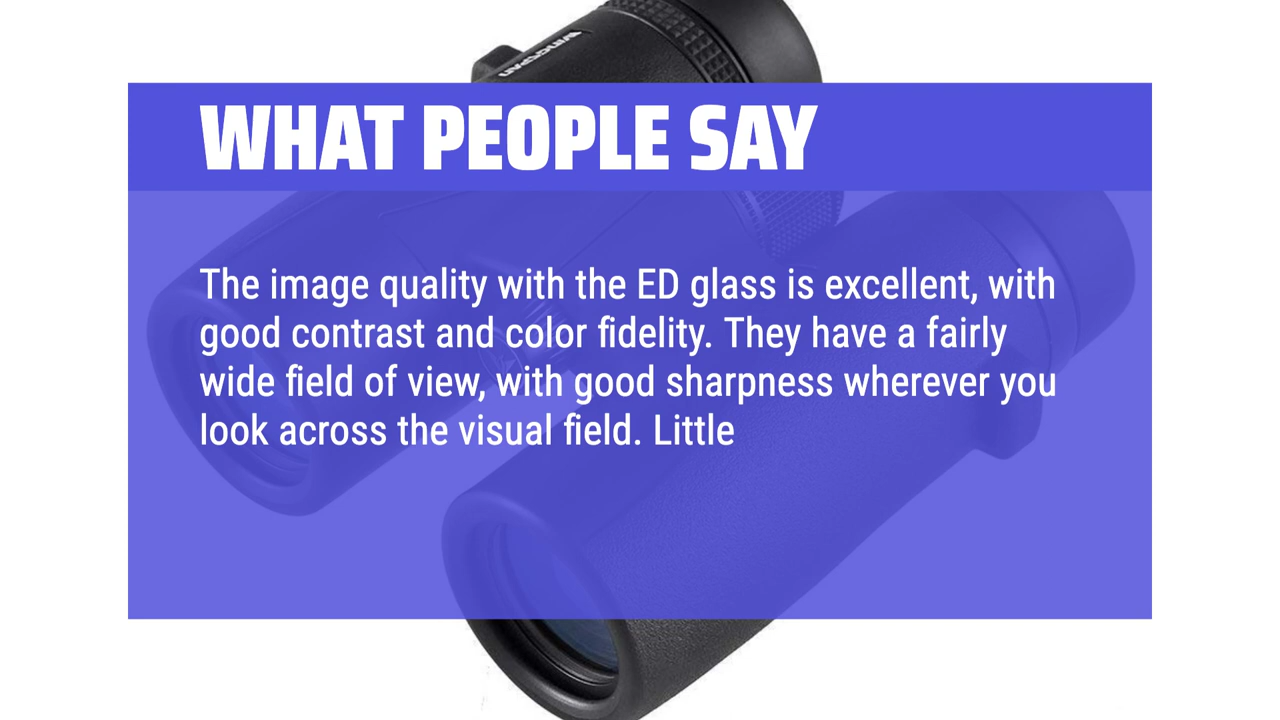 WINGSPAN
WHAT PEOPLE SAY
The image quality with the ED glass is excellent, with
good contrast and color fidelity. They have a fairly
wide field of view, with good sharpness wherever you
look across the visual field. Little